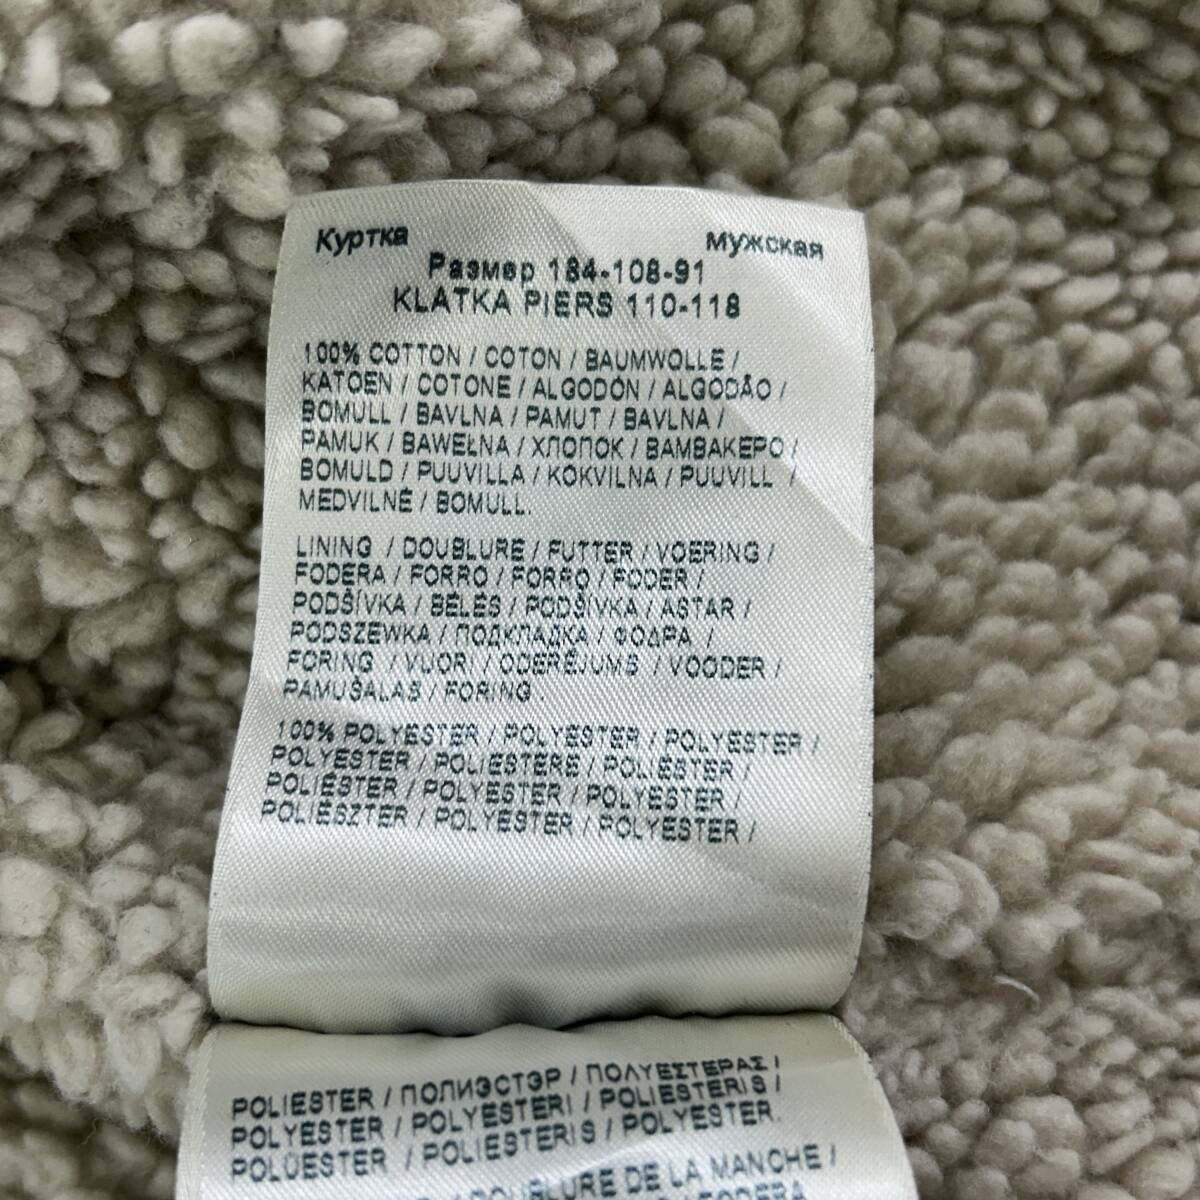 Куртка мужская
Размер 184-108-91
KLATKA PIERS 110-118
100% COTTON / COTON / BAUMWOLLE /
KATOEN / COTONE / ALGODÓN / ALGODÃO /
BOMULL / BAVLNA / PAMUT / BAVLNA /
PAMUK / BAWEŁNA / ХЛОПОК / ΒΑΜΒΑΚΕΡΟ /
BOMULD / PUUVILLA / KOKVILNA / PUUVILL /
MEDVILNĖ / BOMULL.
LINING / DOUBLURE / FUTTER / VOERING /
FODERA / FORRO / FORRO / FODER /
PODŠÍVKA / BÉLÉS / PODŠÍVKA / ASTAR /
PODSZEWKA / ПОДКЛАДКА / ΦΟΔΡΑ /
FORING / VUORI / ODERĒJUMS / VOODER /
PAMUŠALAS / FORING.
100% POLYESTER / POLYESTER / POLYESTER /
POLYESTER / POLIESTERE / POLIÉSTER /
POLIÉSTER / POLYESTER / POLYESTER /
POLIÉSZTER / POLYESTER / POLYESTER /
POLIESTER / ПОЛИЭСТЭР / ΠΟΛΥΕΣΤΕΡΑΣ /
POLYESTER / POLYESTERI / POLIESTERIS /
POLÜESTER / POLIESTERIS / POLYESTER.
DOUBLURE DE LA MANCHE /
FODERA